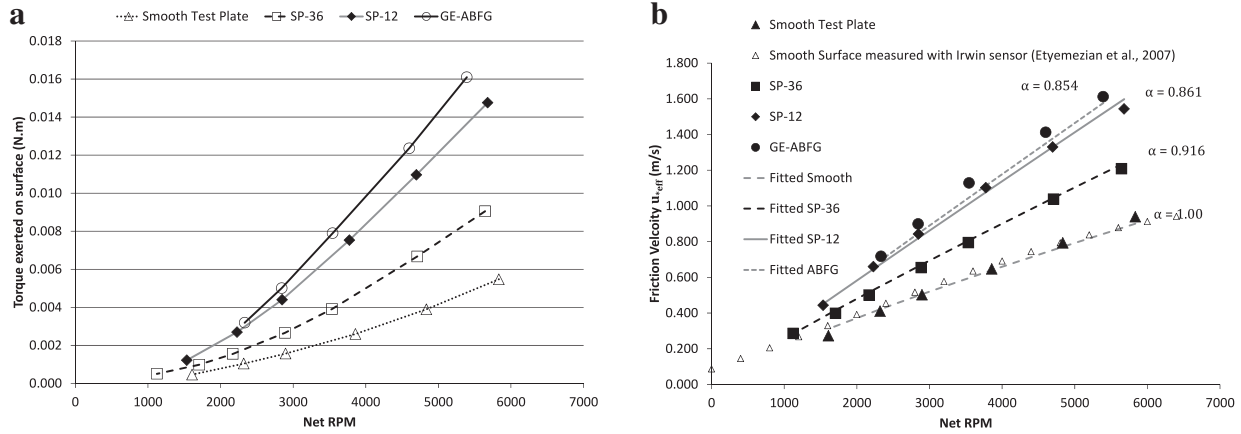 a
Smooth Test Plate SP-36 SP-12 GE-ABFG
0.018
0.016
0.014
0.012
0.010
0.008
0.006
0.004
0.002
0.000
Torque exerted on surface (N.m)
0 1000 2000 3000 4000 5000 6000 7000
Net RPM
b
Smooth Test Plate
Smooth Surface measured with Irwin sensor (Etyemezian et al., 2007)
SP-36
SP-12
GE-ABFG
Fitted Smooth
Fitted SP-36
Fitted SP-12
Fitted ABFG
1.800
1.600
1.400
1.200
1.000
0.800
0.600
0.400
0.200
0.000
Friction Velcoity u*eff (m/s)
α = 0.854
α = 0.861
α = 0.916
α = 1.00
0 1000 2000 3000 4000 5000 6000 7000
Net RPM